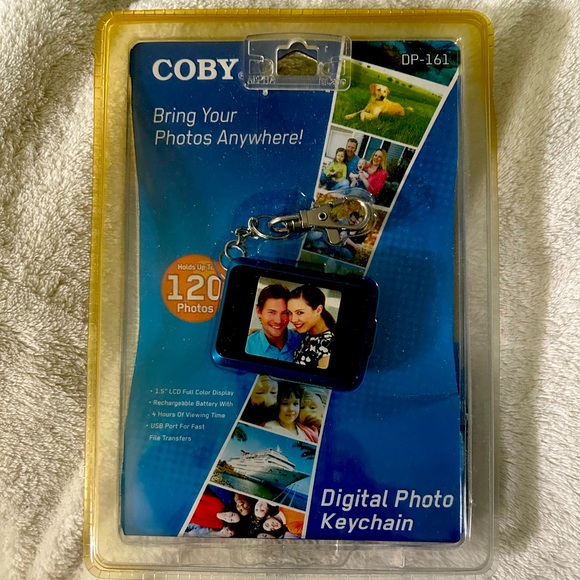 COBY
DP-161
Bring Your
Photos Anywhere!
Holds Up To
120
Photos
• 1.5" LCD Full Color Display
• Rechargeable Battery With
4 Hours Of Viewing Time
• USB Port For Fast
File Transfers
Digital Photo
Keychain